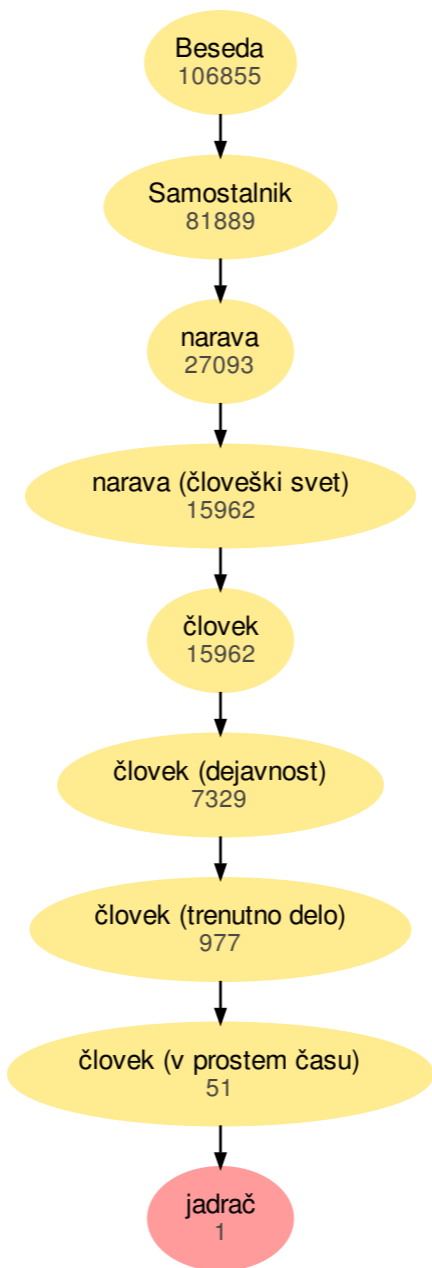 Beseda
106855
Samostalnik
81889
narava
27093
narava (človeški svet)
15962
človek
15962
človek (dejavnost)
7329
človek (trenutno delo)
977
človek (v prostem času)
51
jadrač
1